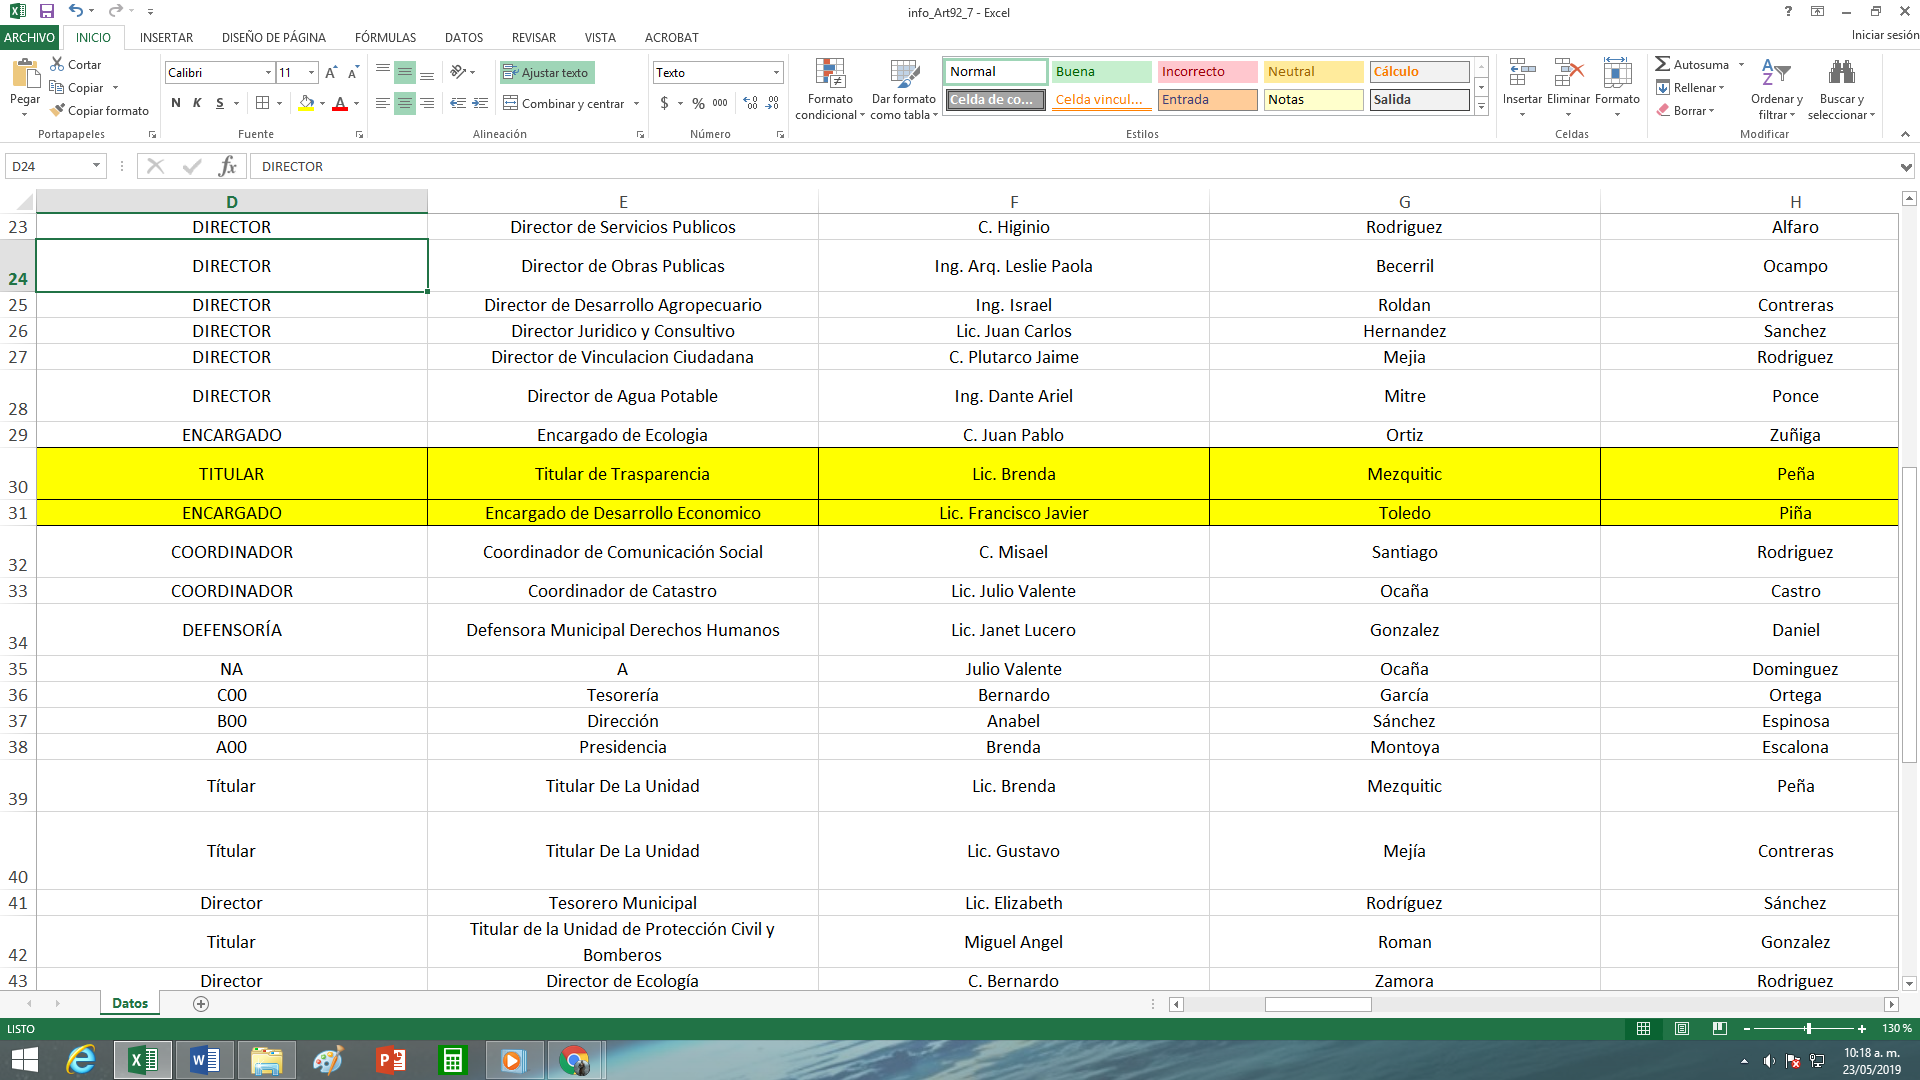 info_Art92_7 - Excel
ARCHIVO INICIO INSERTAR DISEÑO DE PÁGINA FÓRMULAS DATOS REVISAR VISTA ACROBAT Iniciar sesión
Pegar
Cortar
Copiar
Copiar formato
Portapapeles
Calibri 11
N K S
Fuente
Ajustar texto
Combinar y centrar
Alineación
Texto
$ % 000
Número
Formato condicional
Dar formato como tabla
Normal Buena Incorrecto Neutral Cálculo
Celda de co... Celda vincul... Entrada Notas Salida
Estilos
Insertar Eliminar Formato
Celdas
Autosuma
Rellenar
Borrar
Ordenar y filtrar
Buscar y seleccionar
Modificar
D24 fx DIRECTOR
D E F G H
23 DIRECTOR Director de Servicios Publicos C. Higinio Rodriguez Alfaro
24 DIRECTOR Director de Obras Publicas Ing. Arq. Leslie Paola Becerril Ocampo
25 DIRECTOR Director de Desarrollo Agropecuario Ing. Israel Roldan Contreras
26 DIRECTOR Director Juridico y Consultivo Lic. Juan Carlos Hernandez Sanchez
27 DIRECTOR Director de Vinculacion Ciudadana C. Plutarco Jaime Mejia Rodriguez
28 DIRECTOR Director de Agua Potable Ing. Dante Ariel Mitre Ponce
29 ENCARGADO Encargado de Ecologia C. Juan Pablo Ortiz Zuñiga
30 TITULAR Titular de Trasparencia Lic. Brenda Mezquitic Peña
31 ENCARGADO Encargado de Desarrollo Economico Lic. Francisco Javier Toledo Piña
32 COORDINADOR Coordinador de Comunicación Social C. Misael Santiago Rodriguez
33 COORDINADOR Coordinador de Catastro Lic. Julio Valente Ocaña Castro
34 DEFENSORÍA Defensora Municipal Derechos Humanos Lic. Janet Lucero Gonzalez Daniel
35 NA A Julio Valente Ocaña Dominguez
36 C00 Tesorería Bernardo García Ortega
37 B00 Dirección Anabel Sánchez Espinosa
38 A00 Presidencia Brenda Montoya Escalona
39 Títular Titular De La Unidad Lic. Brenda Mezquitic Peña
40 Títular Titular De La Unidad Lic. Gustavo Mejía Contreras
41 Director Tesorero Municipal Lic. Elizabeth Rodríguez Sánchez
42 Titular Titular de la Unidad de Protección Civil y Bomberos Miguel Angel Roman Gonzalez
43 Director Director de Ecología C. Bernardo Zamora Rodriguez
Datos
LISTO 130 %
10:18 a. m.
23/05/2019